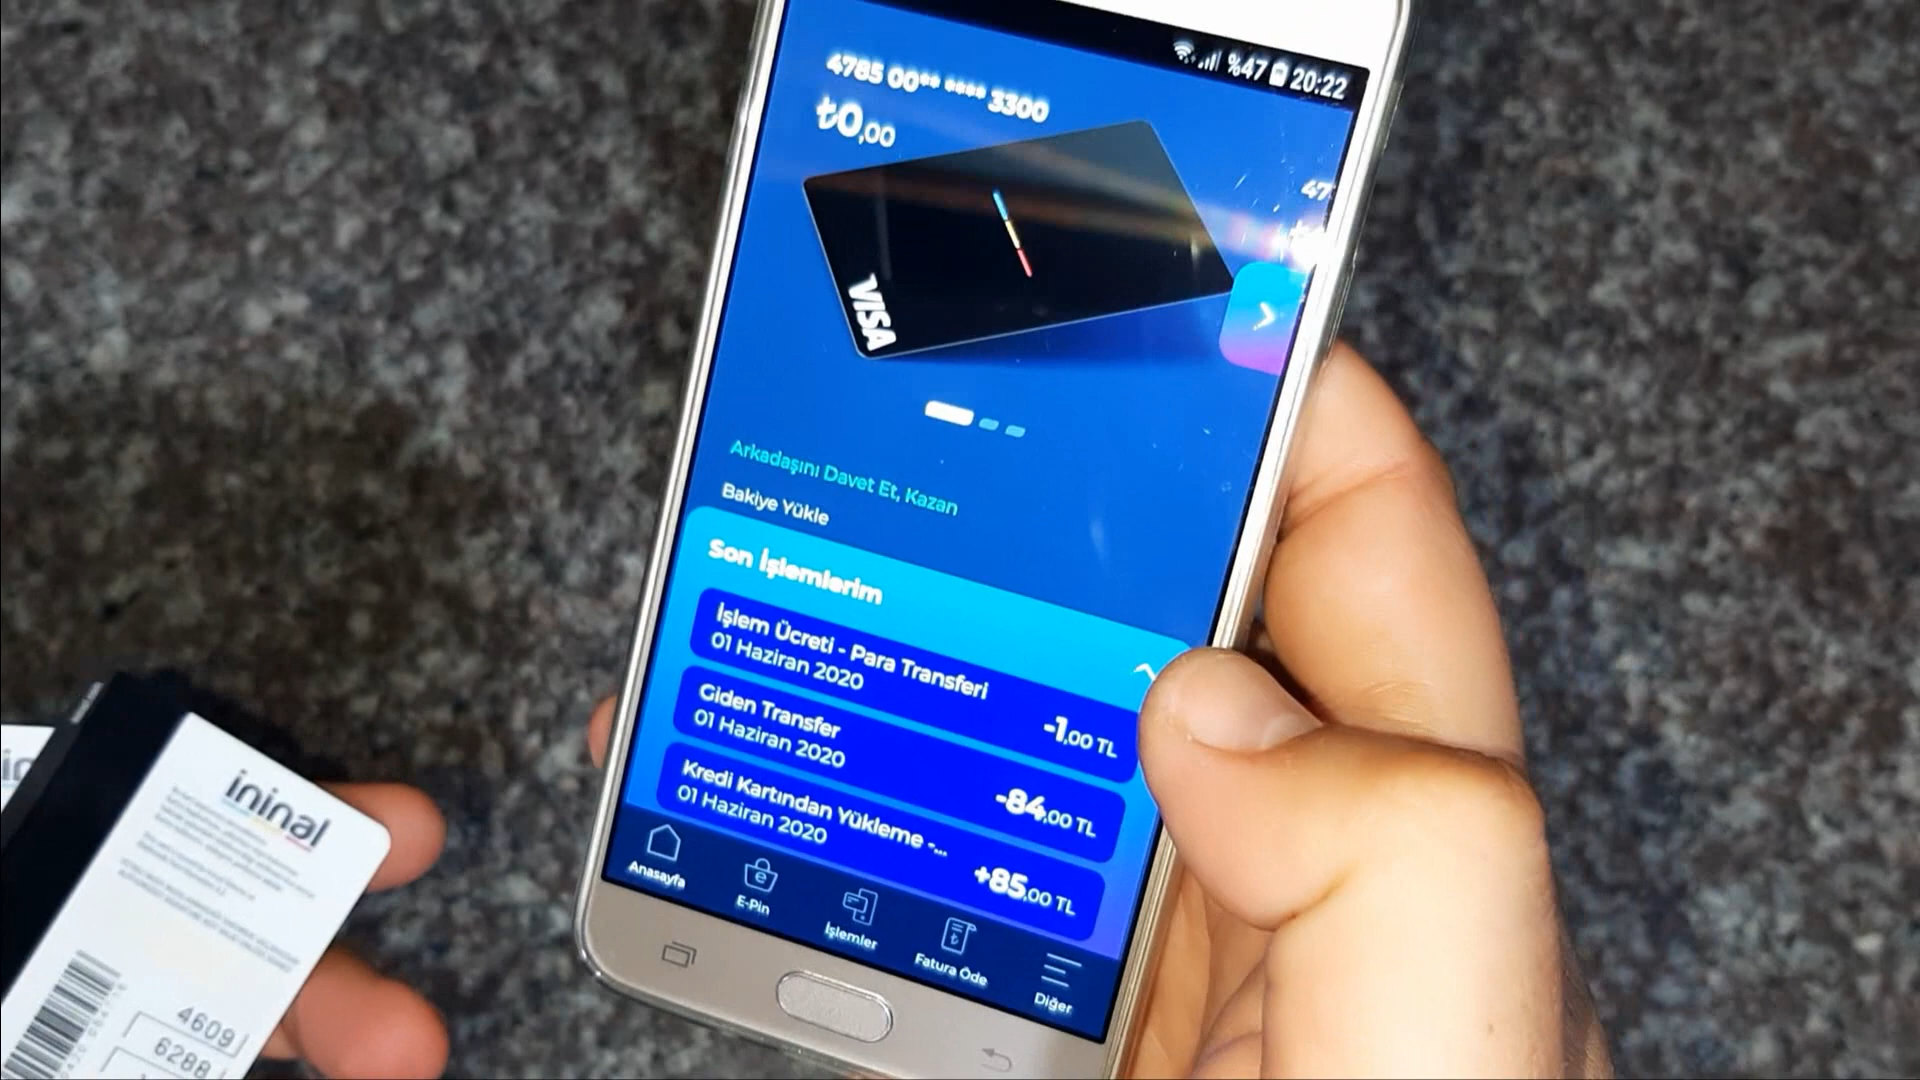 %47 20:22
4785 00** **** 3300
₺0,00
47
VISA
Arkadaşını Davet Et, Kazan
Bakiye Yükle
Son İşlemlerim
İşlem Ücreti - Para Transferi
01 Haziran 2020
-1,00 TL
Giden Transfer
01 Haziran 2020
-84,00 TL
Kredi Kartından Yükleme -...
01 Haziran 2020
+85,00 TL
Anasayfa
E-Pin
İşlemler
Fatura Öde
Diğer
ininal
4609
6288